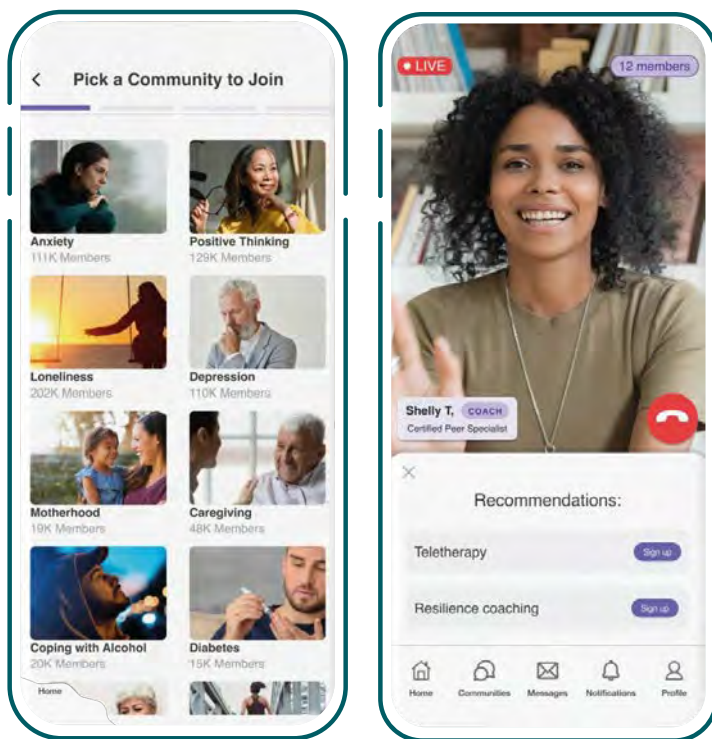 Pick a Community to Join
Anxiety
111K Members
Positive Thinking
129K Members
Loneliness
202K Members
Depression
110K Members
Motherhood
19K Members
Caregiving
48K Members
Coping with Alcohol
20K Members
Diabetes
15K Members
Home
LIVE
12 members
Shelly T, COACH
Certified Peer Specialist
Recommendations:
Teletherapy Sign up
Resilience coaching Sign up
Home Communities Messages Notifications Profile